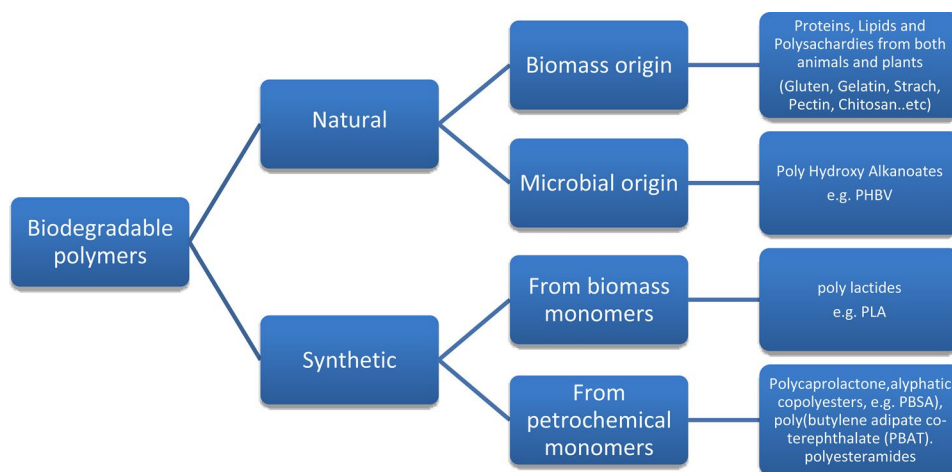 Biodegradable
polymers
Natural
Synthetic
Biomass origin
Microbial origin
From biomass
monomers
From
petrochemical
monomers
Proteins, Lipids and
Polysachardies from both
animals and plants
(Gluten, Gelatin, Strach,
Pectin, Chitosan..etc)
Poly Hydroxy Alkanoates
e.g. PHBV
poly lactides
e.g. PLA
Polycaprolactone,alyphatic
copolyesters, e.g. PBSA),
poly(butylene adipate co-
terephthalate (PBAT).
polyesteramides